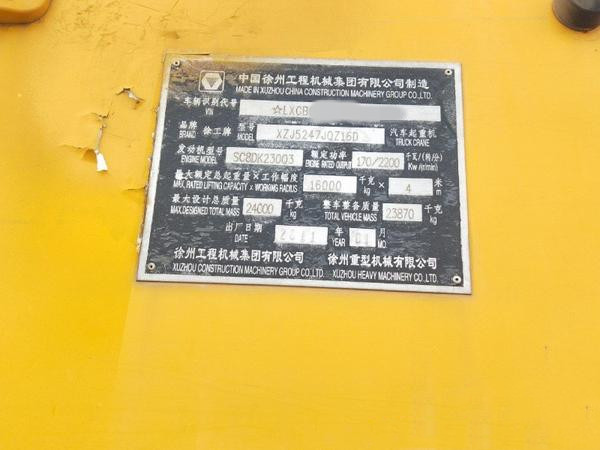 中国徐州工程机械集团有限公司制造
MADE IN XUZHOU CHINA CONSTRUCTION MACHINERY GROUP CO.,LTD.
车辆识别代号 VIN ☆LXCB
品牌 BRAND 徐工牌 型号 MODEL XZJ5247JQZ16D 汽车起重机 TRUCK CRANE
发动机型号 ENGINE MODEL SC8DK230Q3 额定功率 ENGINE RATED OUTPUT 170/2200 千瓦/(转/分) Kw/(r/min)
最大额定总起重量×工作幅度 MAX. RATED LIFTING CAPACITY × WORKING RADIUS 16000 千克 kg × 4 米 m
最大设计总质量 MAX.DESIGNED TOTAL MASS 24000 千克 kg 整车整备质量 TOTAL VEHICLE MASS 23870 千克 kg
出厂日期 DATE 2011 年 YEAR 01 月 MO
徐州工程机械集团有限公司 徐州重型机械有限公司
XUZHOU CONSTRUCTION MACHINERY GROUP CO.,LTD. XUZHOU HEAVY MACHINERY CO.,LTD.